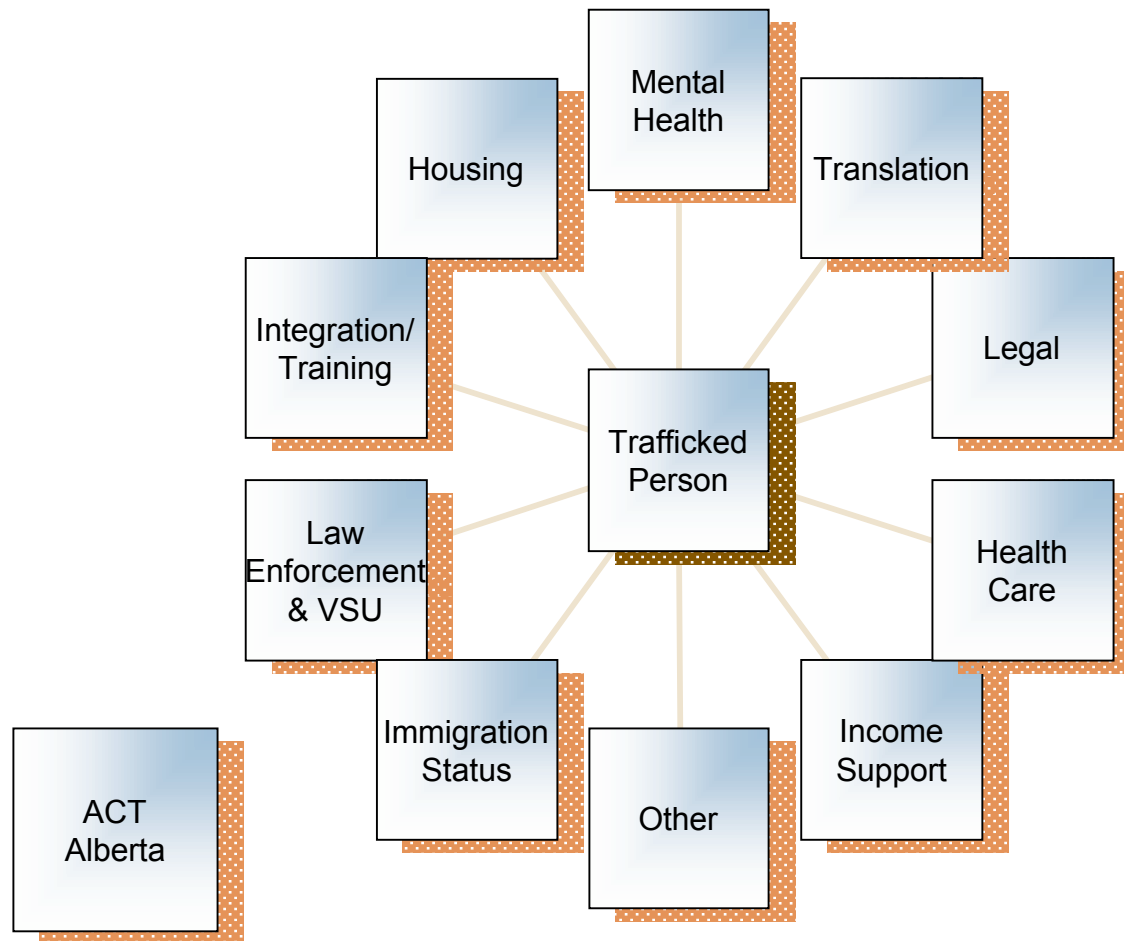 Mental
Health
Housing
Translation
Integration/
Training
Legal
Trafficked
Person
Law
Enforcement
& VSU
Health
Care
Immigration
Status
Income
Support
Other
ACT
Alberta